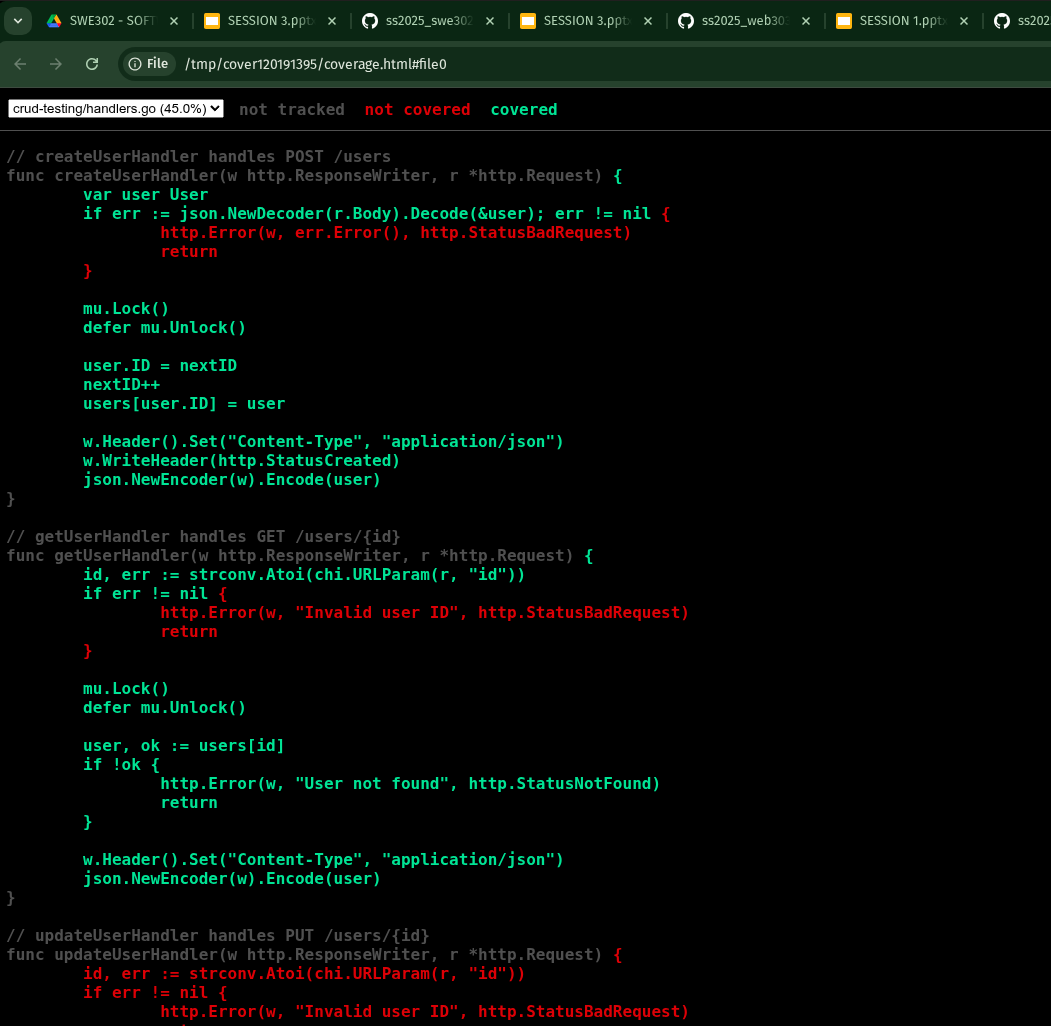 SWE302 - SOFT
SESSION 3.pptx
ss2025_swe302
SESSION 3.pptx
ss2025_web303
SESSION 1.pptx
ss202
File
/tmp/cover120191395/coverage.html#file0
crud-testing/handlers.go (45.0%) not tracked not covered covered
// createUserHandler handles POST /users
func createUserHandler(w http.ResponseWriter, r *http.Request) {
        var user User
        if err := json.NewDecoder(r.Body).Decode(&user); err != nil {
                http.Error(w, err.Error(), http.StatusBadRequest)
                return
        }
        mu.Lock()
        defer mu.Unlock()
        user.ID = nextID
        nextID++
        users[user.ID] = user
        w.Header().Set("Content-Type", "application/json")
        w.WriteHeader(http.StatusCreated)
        json.NewEncoder(w).Encode(user)
}
// getUserHandler handles GET /users/{id}
func getUserHandler(w http.ResponseWriter, r *http.Request) {
        id, err := strconv.Atoi(chi.URLParam(r, "id"))
        if err != nil {
                http.Error(w, "Invalid user ID", http.StatusBadRequest)
                return
        }
        mu.Lock()
        defer mu.Unlock()
        user, ok := users[id]
        if !ok {
                http.Error(w, "User not found", http.StatusNotFound)
                return
        }
        w.Header().Set("Content-Type", "application/json")
        json.NewEncoder(w).Encode(user)
}
// updateUserHandler handles PUT /users/{id}
func updateUserHandler(w http.ResponseWriter, r *http.Request) {
        id, err := strconv.Atoi(chi.URLParam(r, "id"))
        if err != nil {
                http.Error(w, "Invalid user ID", http.StatusBadRequest)